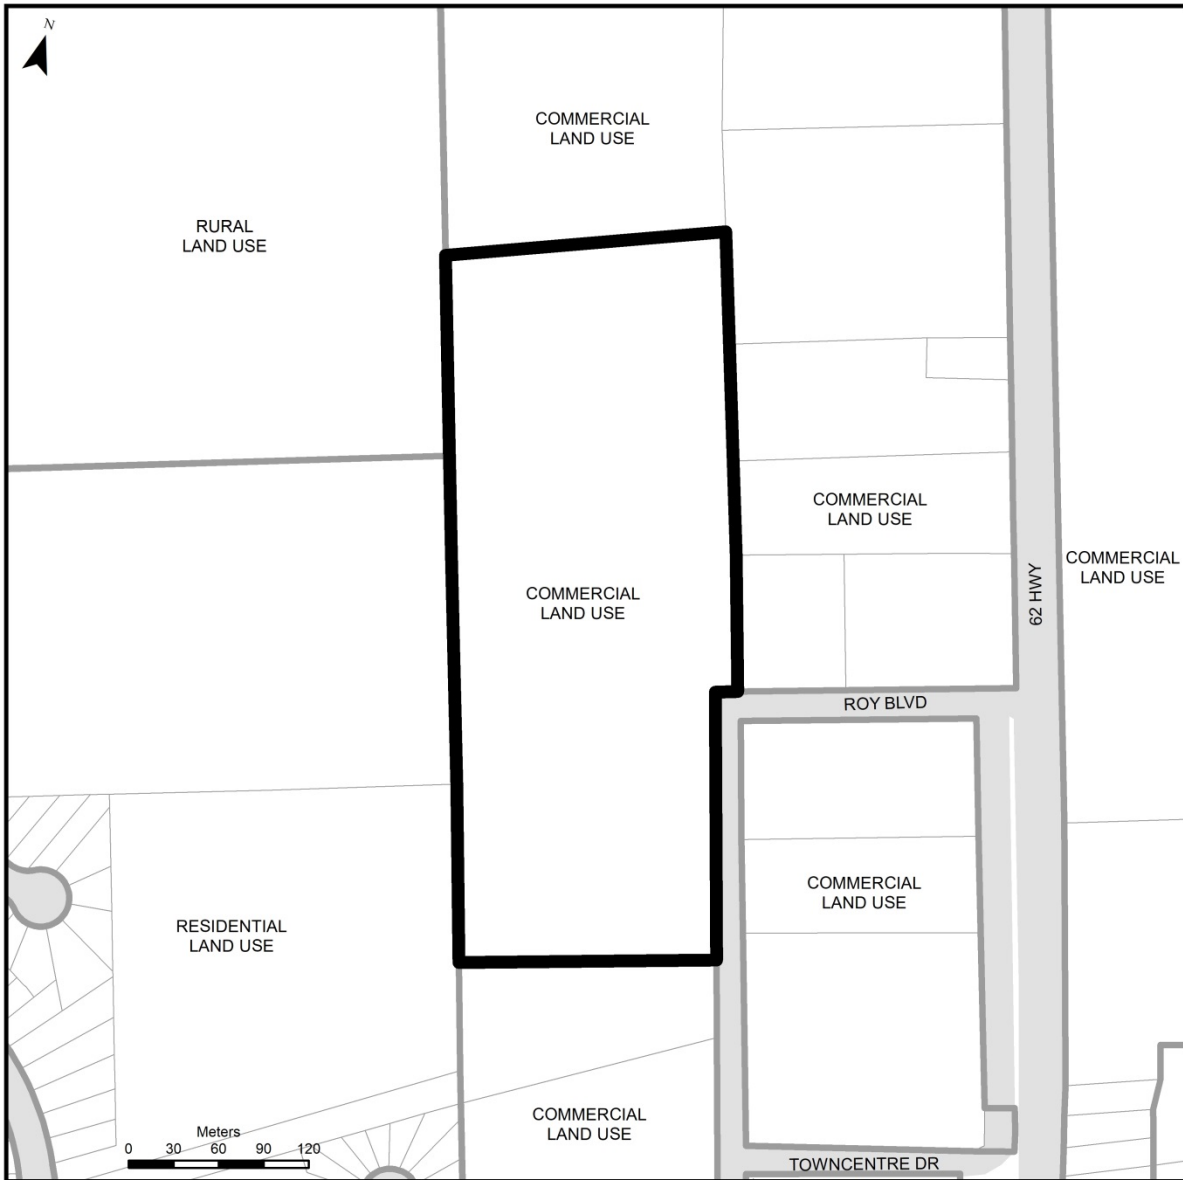 N
COMMERCIAL
LAND USE
RURAL
LAND USE
COMMERCIAL
LAND USE
COMMERCIAL
LAND USE
62 HWY
COMMERCIAL
LAND USE
ROY BLVD
COMMERCIAL
LAND USE
RESIDENTIAL
LAND USE
COMMERCIAL
LAND USE
Meters
0 30 60 90 120
TOWNCENTRE DR